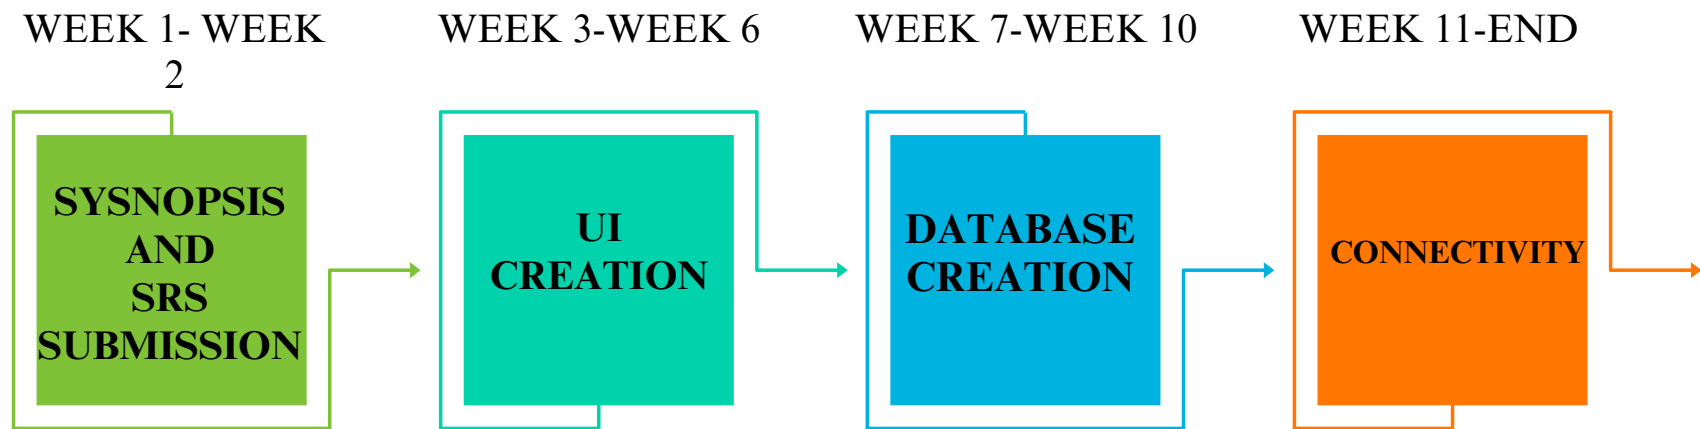 WEEK 1- WEEK
2
WEEK 3-WEEK 6
WEEK 7-WEEK 10
WEEK 11-END
SYSNOPSIS
AND
SRS
SUBMISSION
UI
CREATION
DATABASE
CREATION
CONNECTIVITY